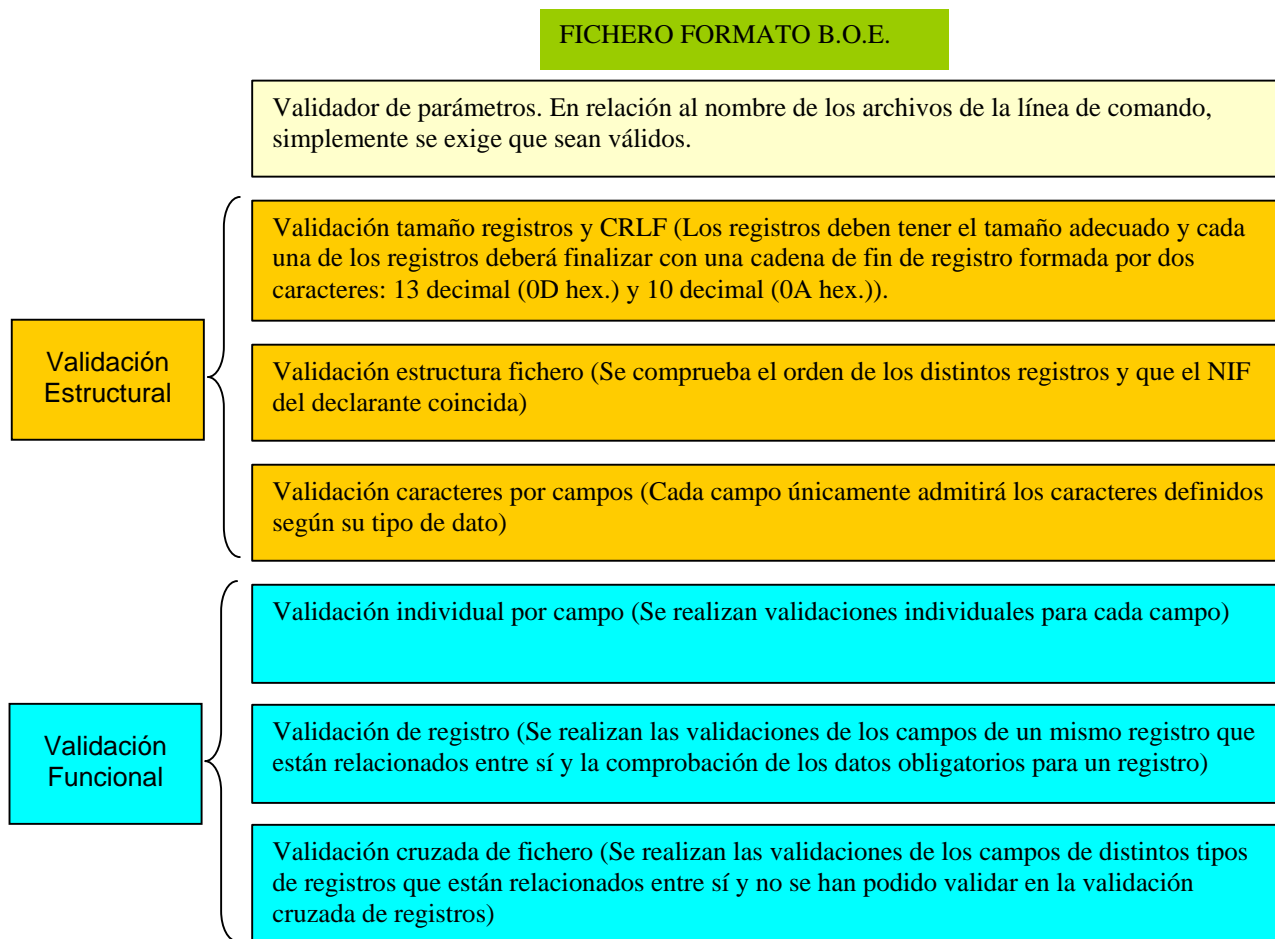 FICHERO FORMATO B.O.E.
Validador de parámetros. En relación al nombre de los archivos de la línea de comando,
simplemente se exige que sean válidos.
Validación
Estructural
Validación tamaño registros y CRLF (Los registros deben tener el tamaño adecuado y cada
una de los registros deberá finalizar con una cadena de fin de registro formada por dos
caracteres: 13 decimal (0D hex.) y 10 decimal (0A hex.)).
Validación estructura fichero (Se comprueba el orden de los distintos registros y que el NIF
del declarante coincida)
Validación caracteres por campos (Cada campo únicamente admitirá los caracteres definidos
según su tipo de dato)
Validación
Funcional
Validación individual por campo (Se realizan validaciones individuales para cada campo)
Validación de registro (Se realizan las validaciones de los campos de un mismo registro que
están relacionados entre sí y la comprobación de los datos obligatorios para un registro)
Validación cruzada de fichero (Se realizan las validaciones de los campos de distintos tipos
de registros que están relacionados entre sí y no se han podido validar en la validación
cruzada de registros)